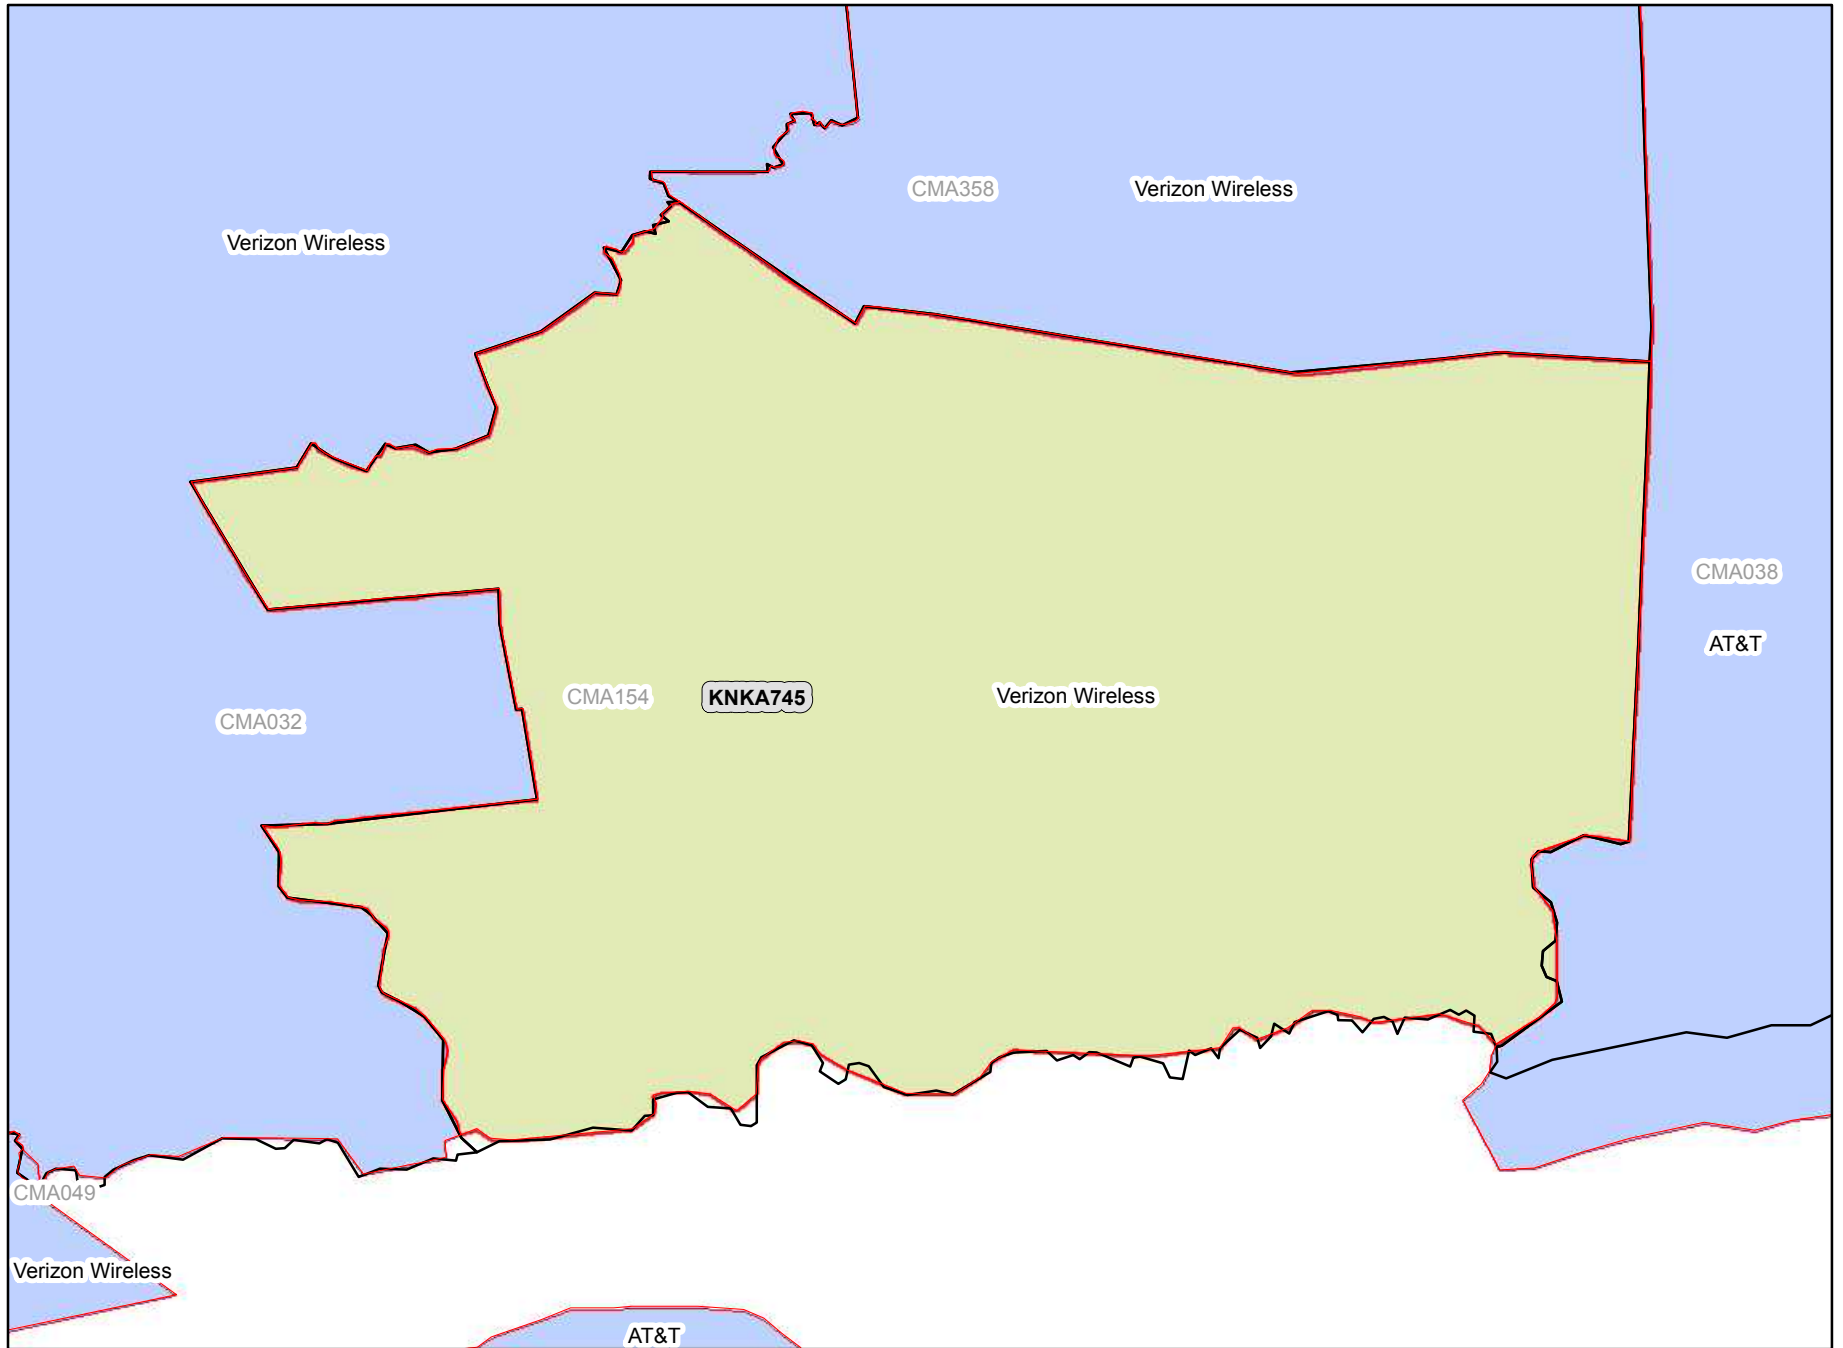 CMA358
Verizon Wireless
Verizon Wireless
CMA038
AT&T
CMA154
KNKA745
Verizon Wireless
CMA032
CMA049
Verizon Wireless
AT&T